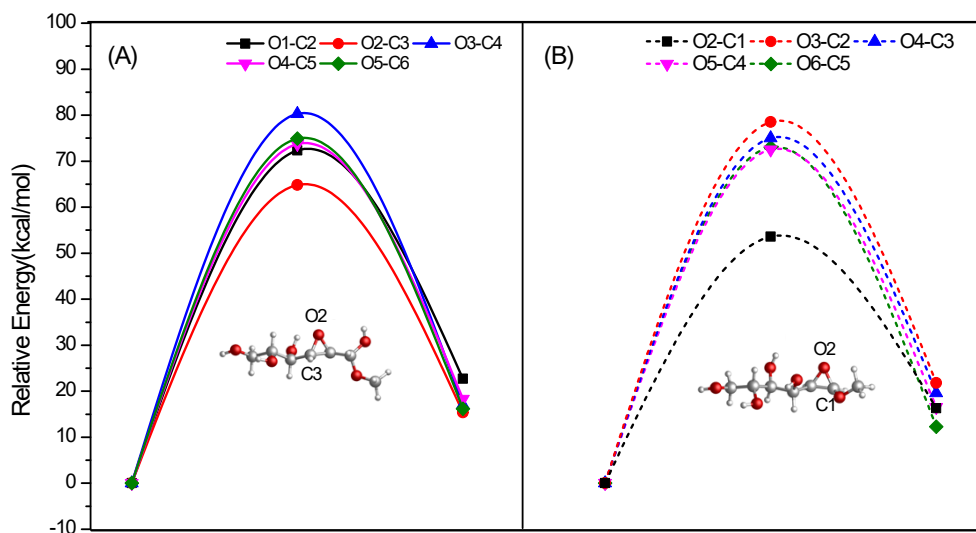 Relative Energy(kcal/mol)
100
90
80
70
60
50
40
30
20
10
0
-10
(A)
O1-C2 O2-C3 O3-C4
O4-C5 O5-C6
O2
C3
(B)
O2-C1 O3-C2 O4-C3
O5-C4 O6-C5
O2
C1